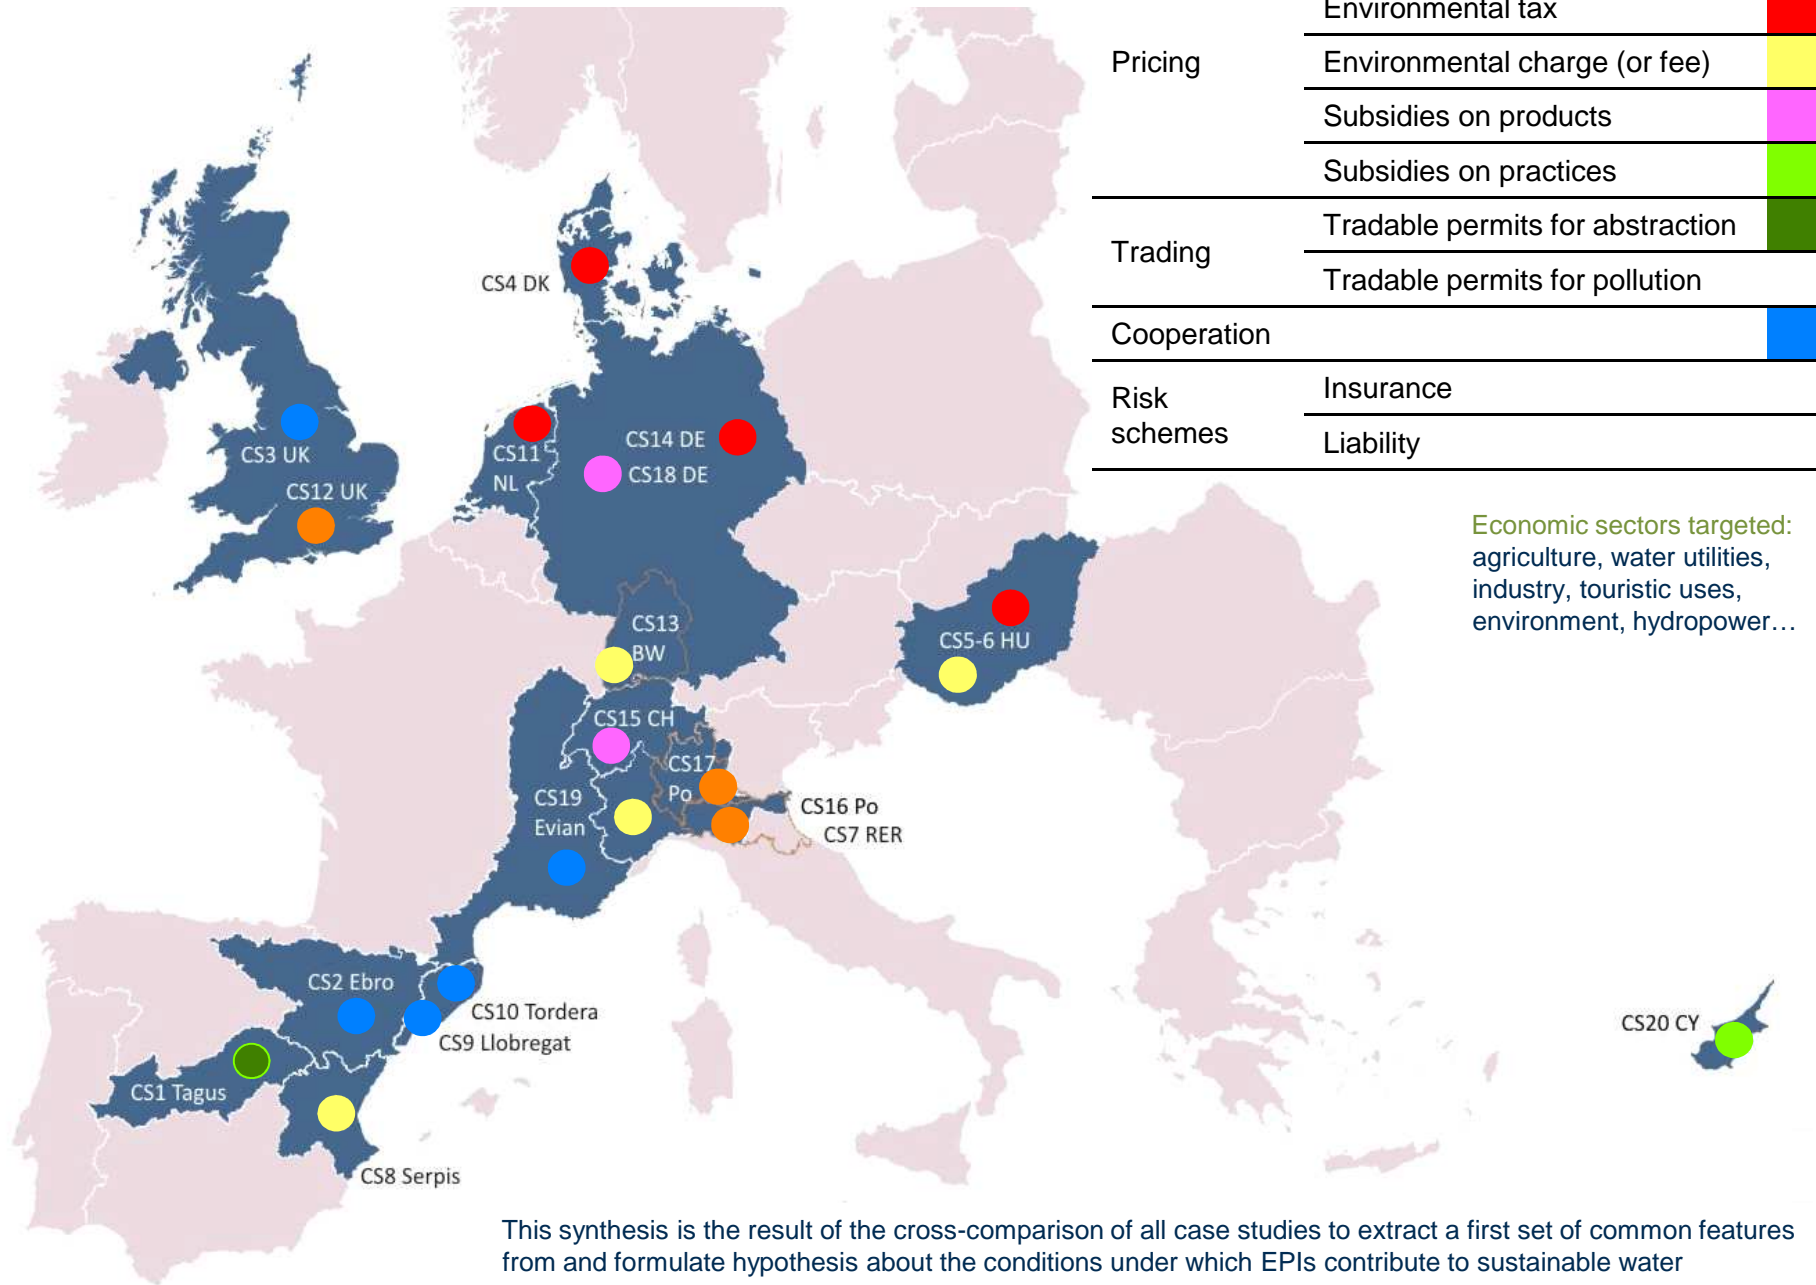 Environmental tax
Pricing
Environmental charge (or fee)
Subsidies on products
Subsidies on practices
Trading
Tradable permits for abstraction
Tradable permits for pollution
Cooperation
Risk
schemes
Insurance
Liability
Economic sectors targeted:
agriculture, water utilities,
industry, touristic uses,
environment, hydropower…
CS4 DK
CS3 UK
CS12 UK
CS11
NL
CS14 DE
CS18 DE
CS13
BW
CS5-6 HU
CS15 CH
CS17
Po
CS19
Evian
CS16 Po
CS7 RER
CS2 Ebro
CS10 Tordera
CS9 Llobregat
CS1 Tagus
CS8 Serpis
CS20 CY
This synthesis is the result of the cross-comparison of all case studies to extract a first set of common features
from and formulate hypothesis about the conditions under which EPIs contribute to sustainable water